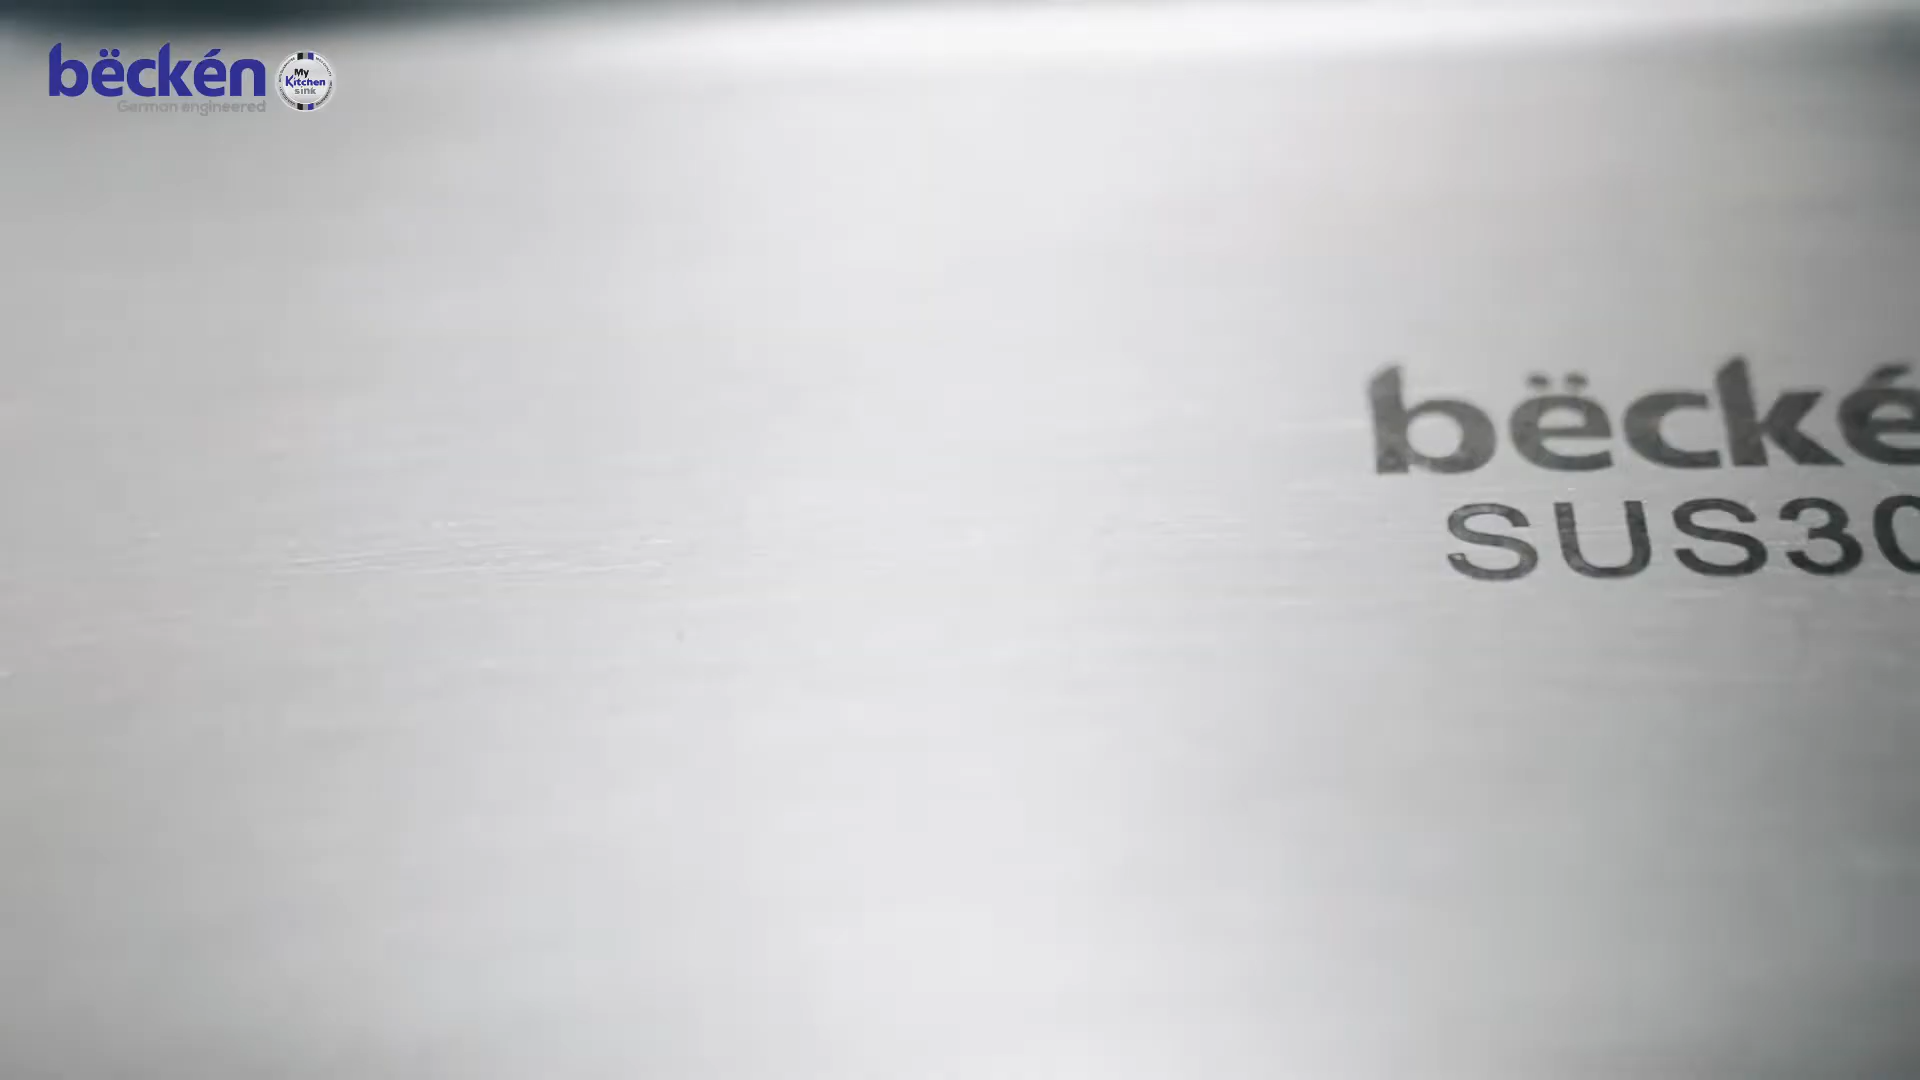 bëckén
German engineered
My
Kitchen
sink
bëcké
SUS30